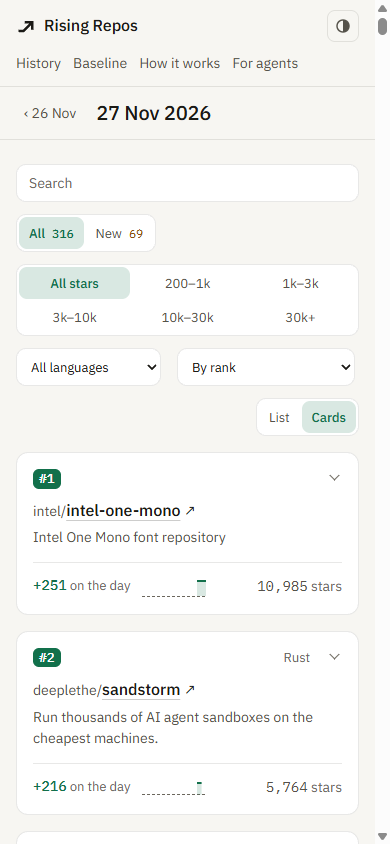 Rising Repos
History Baseline How it works For agents
‹ 26 Nov 27 Nov 2026
Search
All 316 New 69
All stars 200–1k 1k–3k
3k–10k 10k–30k 30k+
All languages By rank
List Cards
#1
intel/intel-one-mono ↗
Intel One Mono font repository
+251 on the day 10,985 stars
#2 Rust
deeplethe/sandstorm ↗
Run thousands of AI agent sandboxes on the
cheapest machines.
+216 on the day 5,764 stars